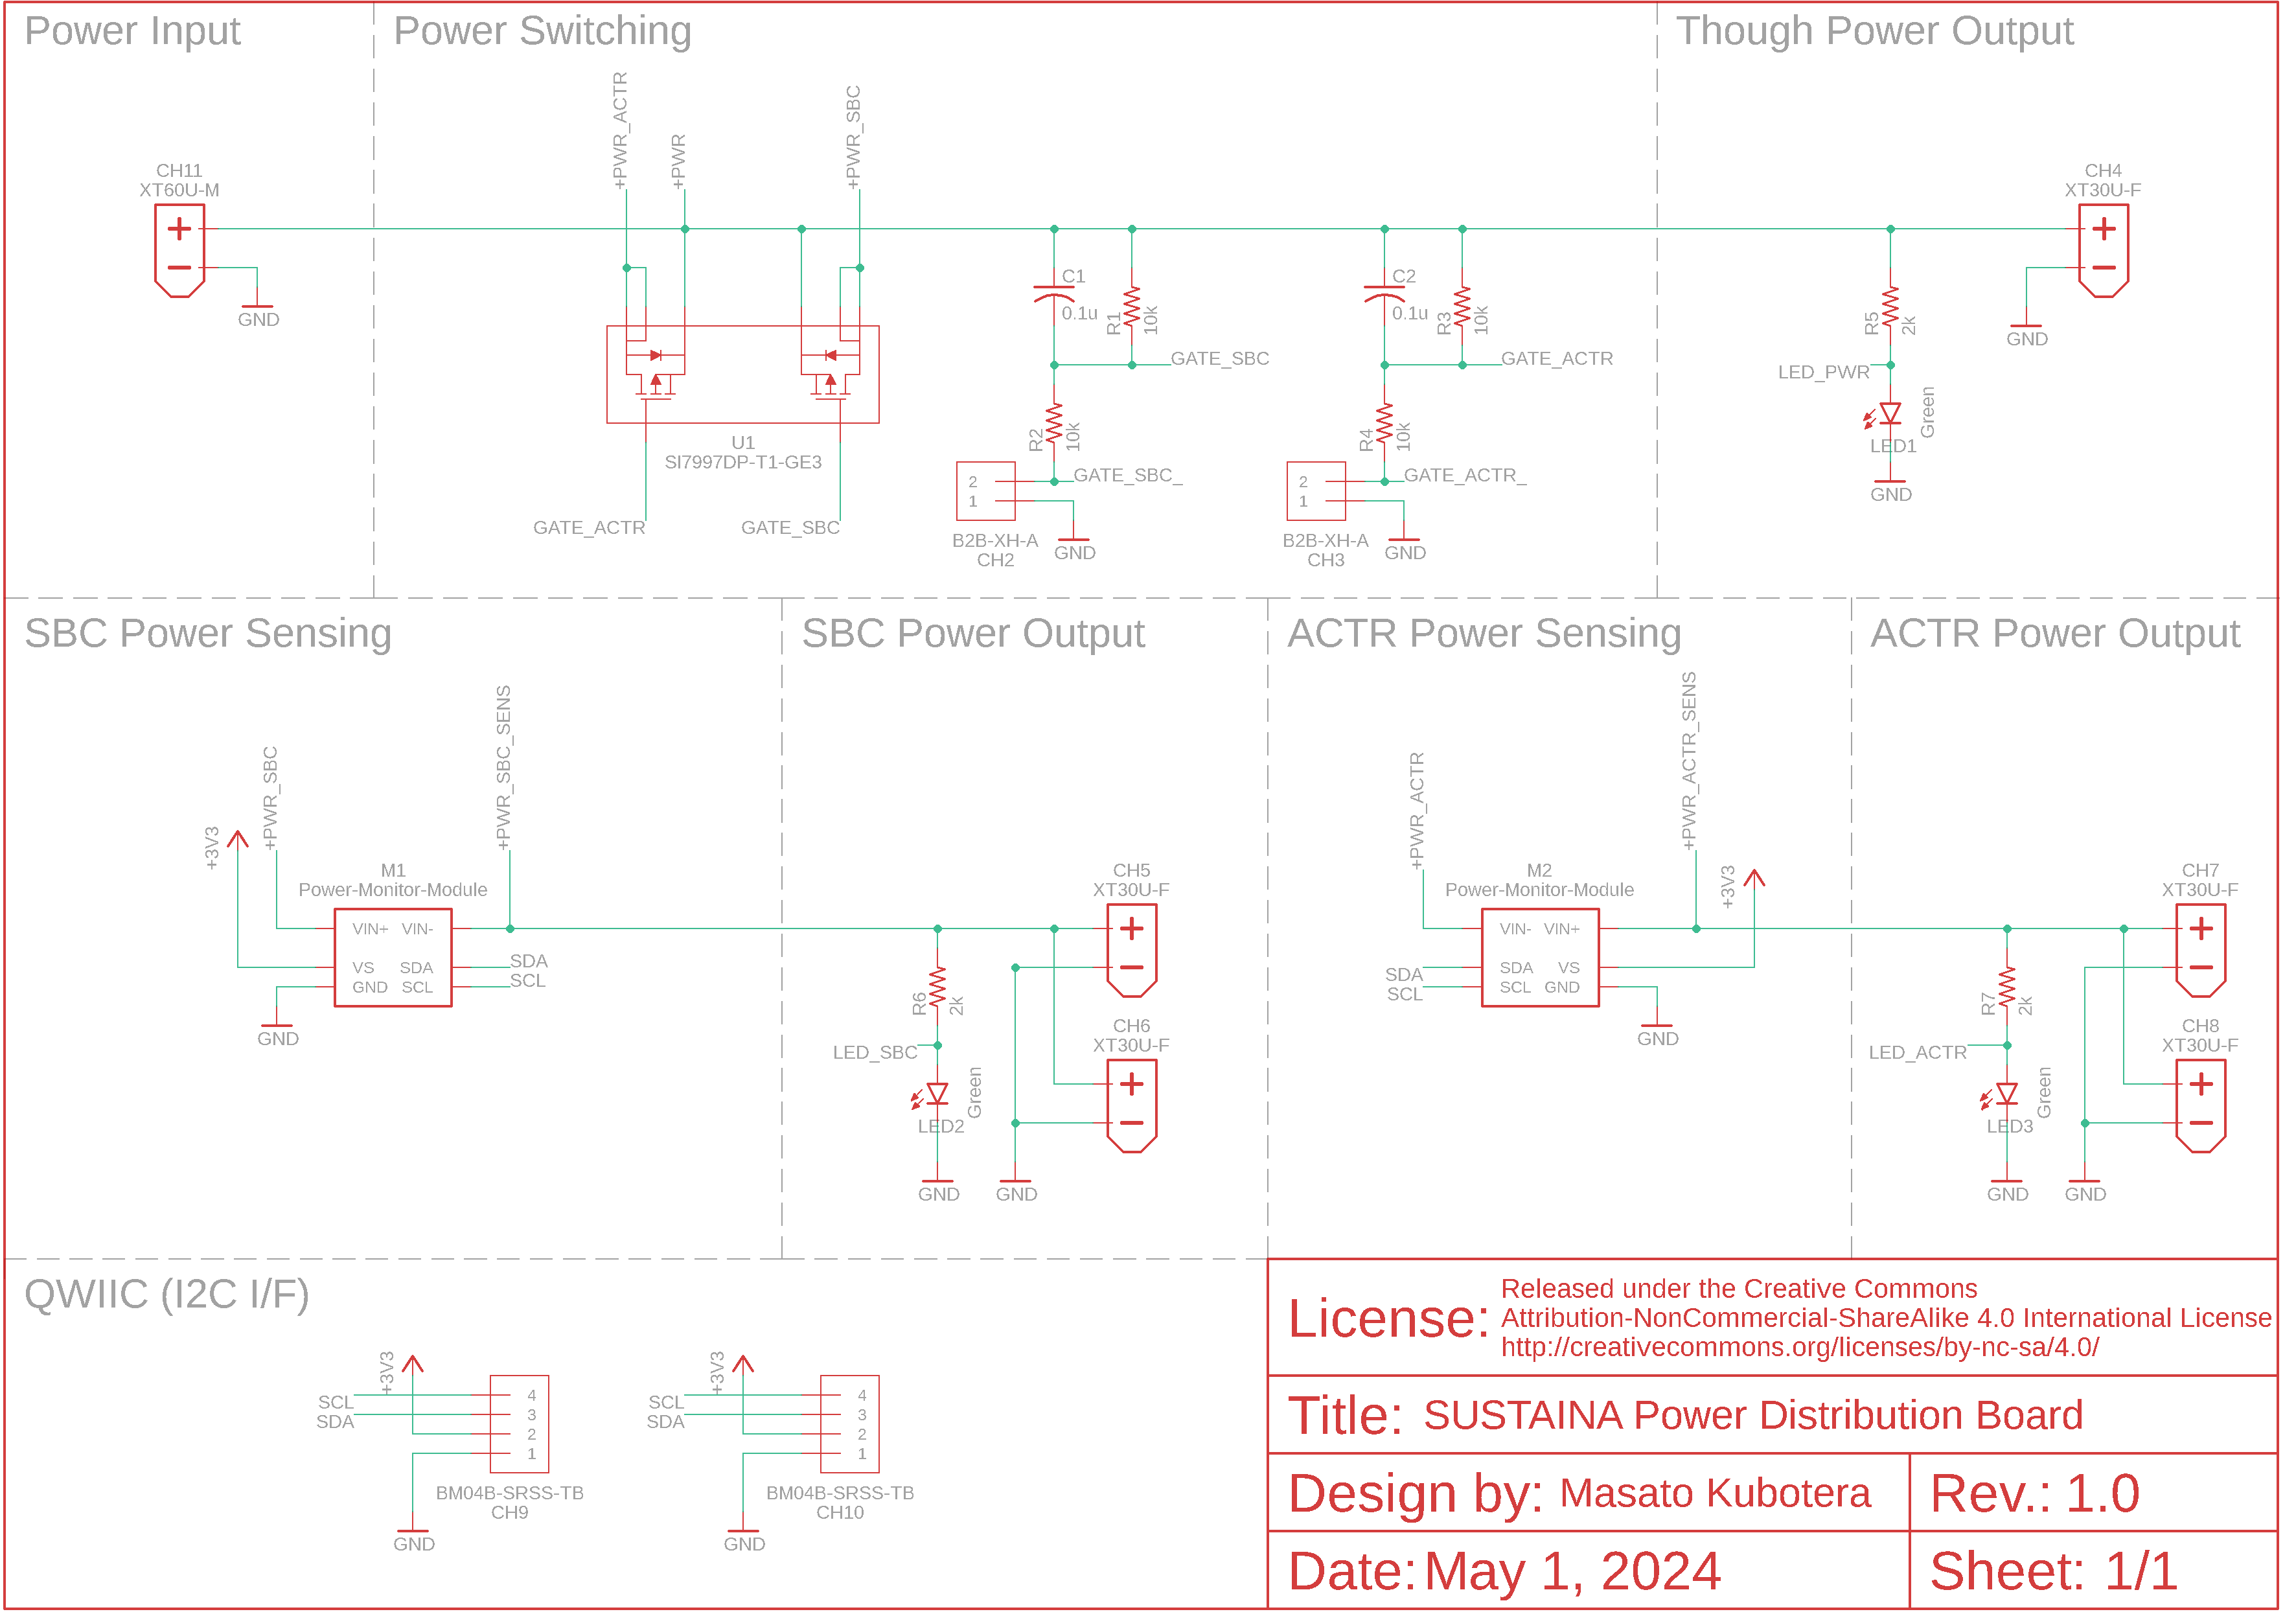 Power Input
Power Switching
Though Power Output
+PWR_ACTR
+PWR
+PWR_SBC
CH11
XT60U-M
GND
U1
SI7997DP-T1-GE3
GATE_ACTR
GATE_SBC
C1
0.1u
R1
10k
GATE_SBC
R2
10k
GATE_SBC_
2
1
B2B-XH-A
CH2
GND
C2
0.1u
R3
10k
GATE_ACTR
R4
10k
GATE_ACTR_
2
1
B2B-XH-A
CH3
GND
CH4
XT30U-F
GND
R5
2k
LED_PWR
Green
LED1
GND
SBC Power Sensing
+3V3
+PWR_SBC
+PWR_SBC_SENS
M1
Power-Monitor-Module
VIN+ VIN-
VS SDA
GND SCL
SDA
SCL
GND
SBC Power Output
CH5
XT30U-F
R6
2k
LED_SBC
Green
LED2
GND
CH6
XT30U-F
GND
ACTR Power Sensing
+PWR_ACTR
+PWR_ACTR_SENS
+3V3
M2
Power-Monitor-Module
VIN- VIN+
SDA VS
SCL GND
SDA
SCL
GND
ACTR Power Output
CH7
XT30U-F
R7
2k
LED_ACTR
Green
LED3
GND
CH8
XT30U-F
GND
QWIIC (I2C I/F)
+3V3
SCL
SDA
4
3
2
1
BM04B-SRSS-TB
CH9
GND
+3V3
SCL
SDA
4
3
2
1
BM04B-SRSS-TB
CH10
GND
License:
Released under the Creative Commons
Attribution-NonCommercial-ShareAlike 4.0 International License
http://creativecommons.org/licenses/by-nc-sa/4.0/
Title: SUSTAINA Power Distribution Board
Design by: Masato Kubotera
Rev.: 1.0
Date: May 1, 2024
Sheet: 1/1